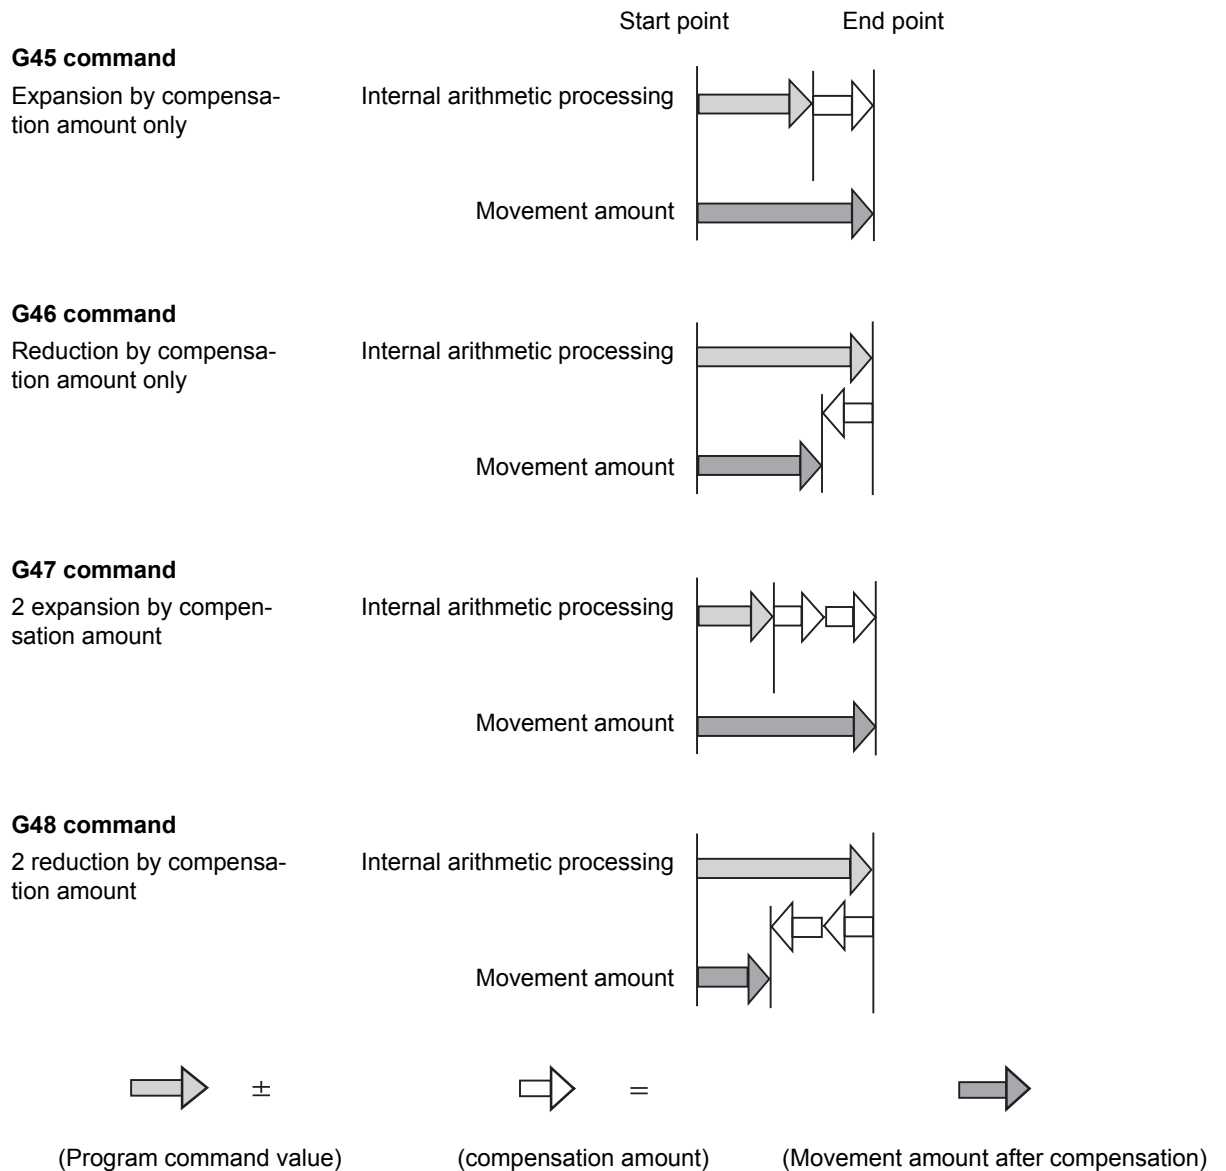 Start point End point
G45 command
Expansion by compensa-
tion amount only
Internal arithmetic processing
Movement amount
G46 command
Reduction by compensa-
tion amount only
Internal arithmetic processing
Movement amount
G47 command
2 expansion by compen-
sation amount
Internal arithmetic processing
Movement amount
G48 command
2 reduction by compensa-
tion amount
Internal arithmetic processing
Movement amount
± =
(Program command value) (compensation amount) (Movement amount after compensation)